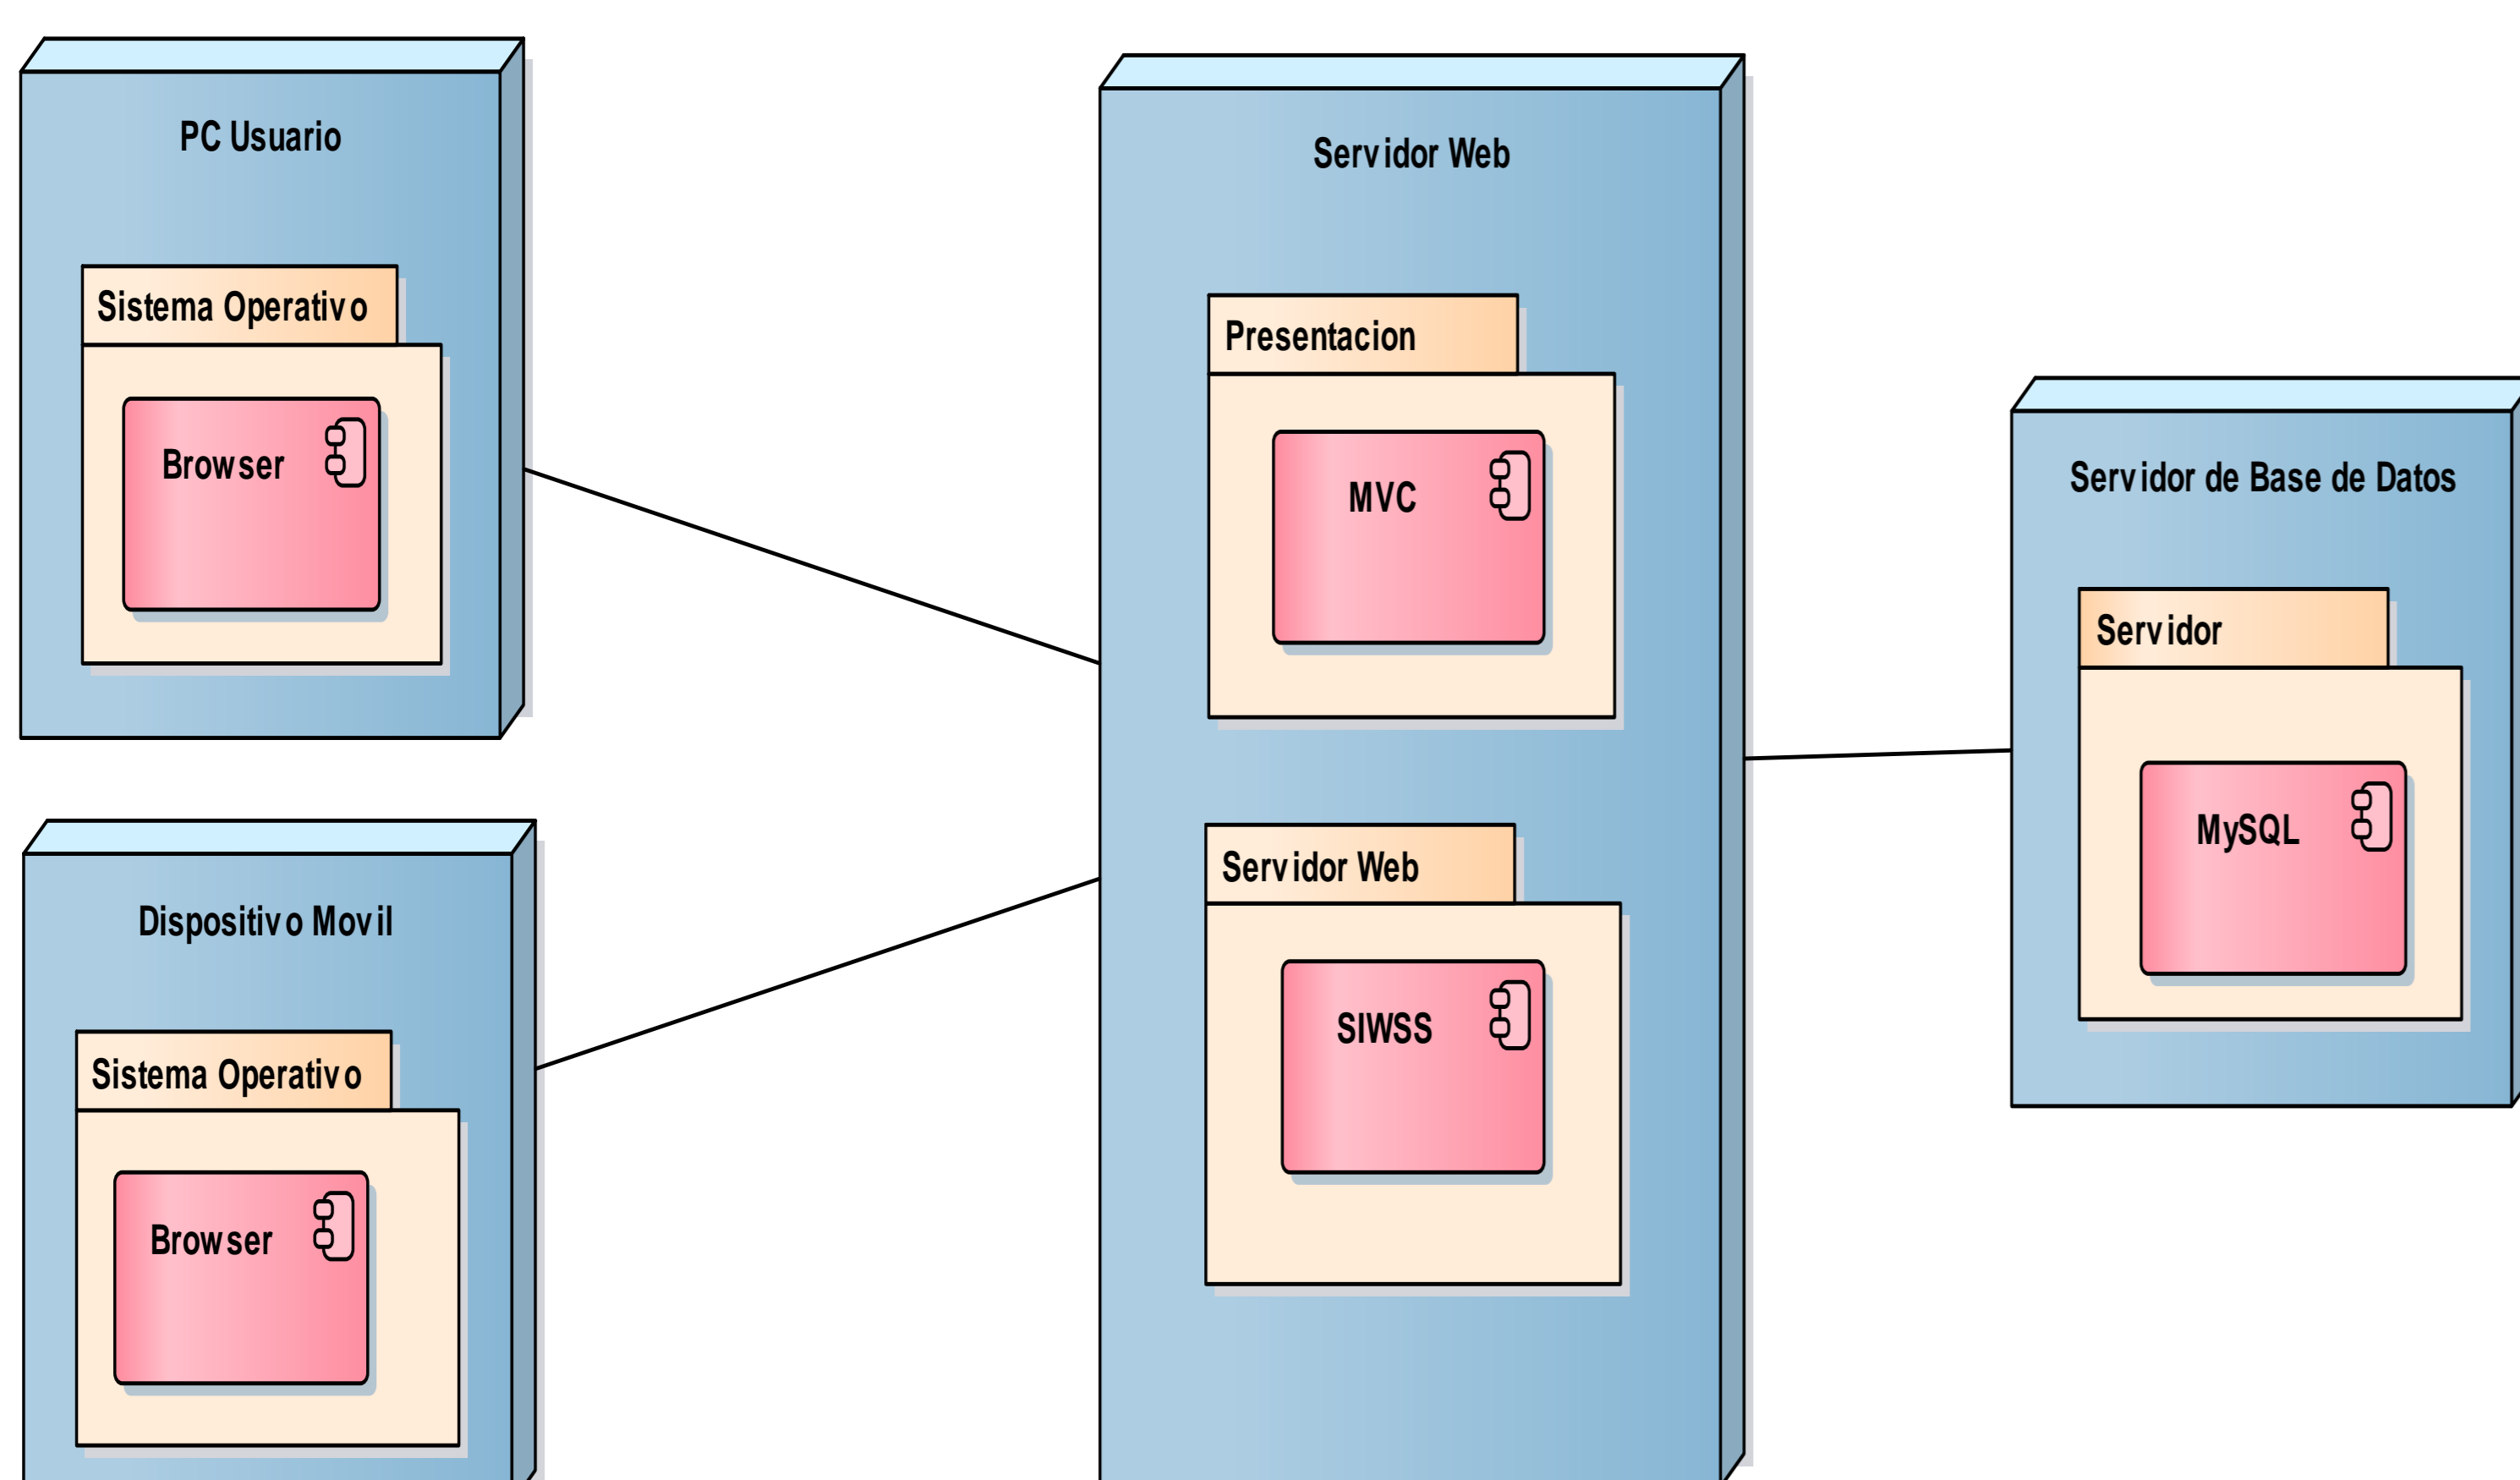 PC Usuario
Sistema Operativo
Browser
Dispositivo Movil
Sistema Operativo
Browser
Servidor Web
Presentacion
MVC
Servidor Web
SIWSS
Servidor de Base de Datos
Servidor
MySQL